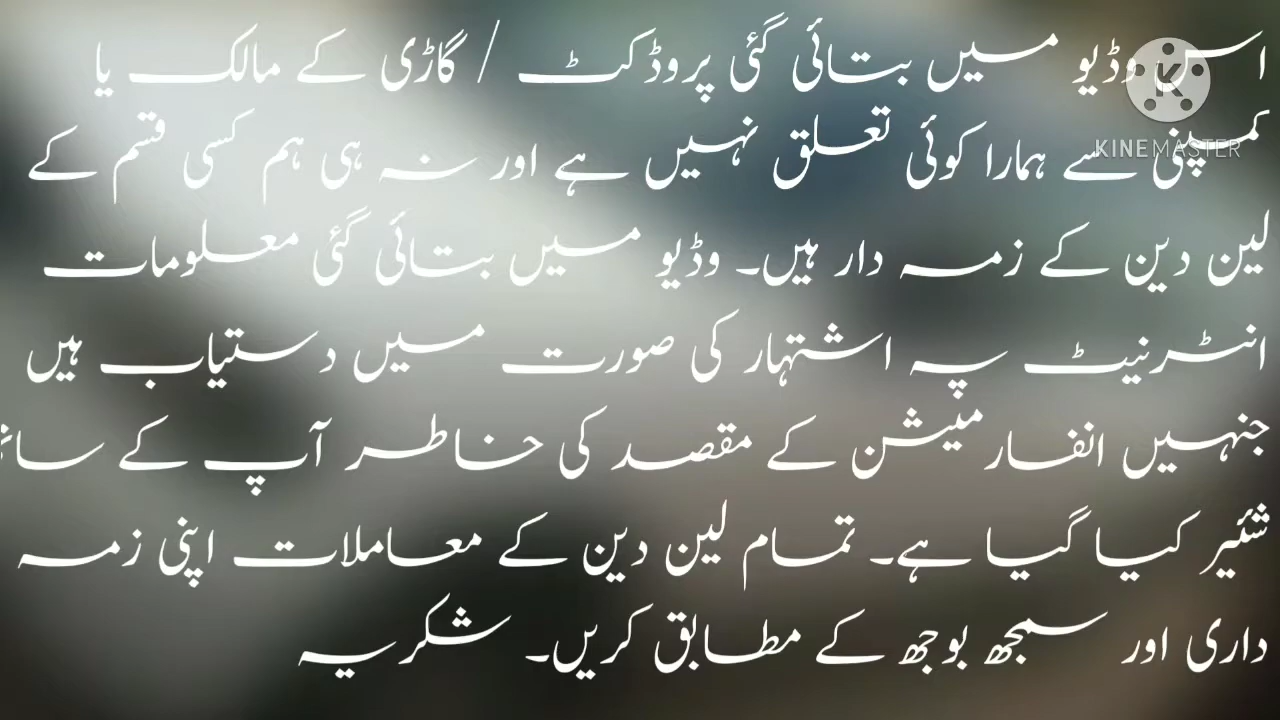 اس وڈیو میں بتائی گئی پروڈکٹ / گاڑی کے مالک یا
کمپنی سے ہمارا کوئی تعلق نہیں ہے اور نہ ہی ہم کسی قسم کے
لین دین کے زمہ دار ہیں۔ وڈیو میں بتائی گئی معلومات
انٹرنیٹ پہ اشتہار کی صورت میں دستیاب ہیں
جنہیں انفارمیشن کے مقصد کی خاطر آپ کے
شئیر کیا گیا ہے۔ تمام لین دین کے معاملات اپنی زمہ
داری اور سمجھ بوجھ کے مطابق کریں۔ شکریہ
K
KINEMASTER